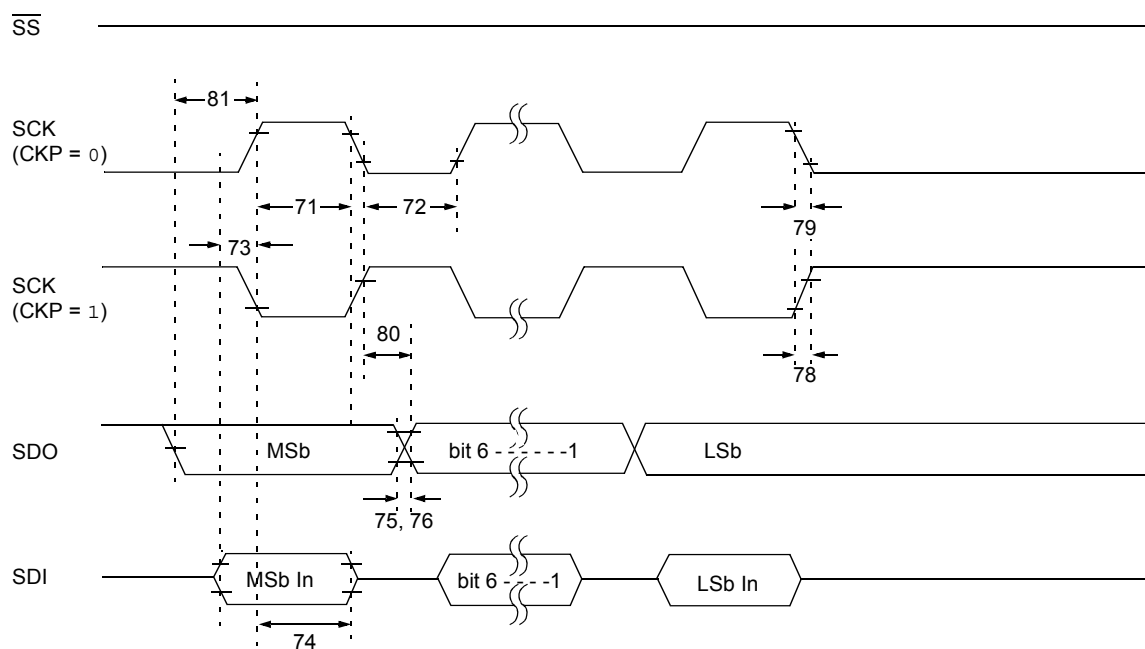 SS
81
SCK
(CKP = 0)
71
72
79
73
SCK
(CKP = 1)
80
78
SDO
MSb
bit 6 - - - - - - -1
LSb
75, 76
SDI
MSb In
bit 6 - - - - -1
LSb In
74